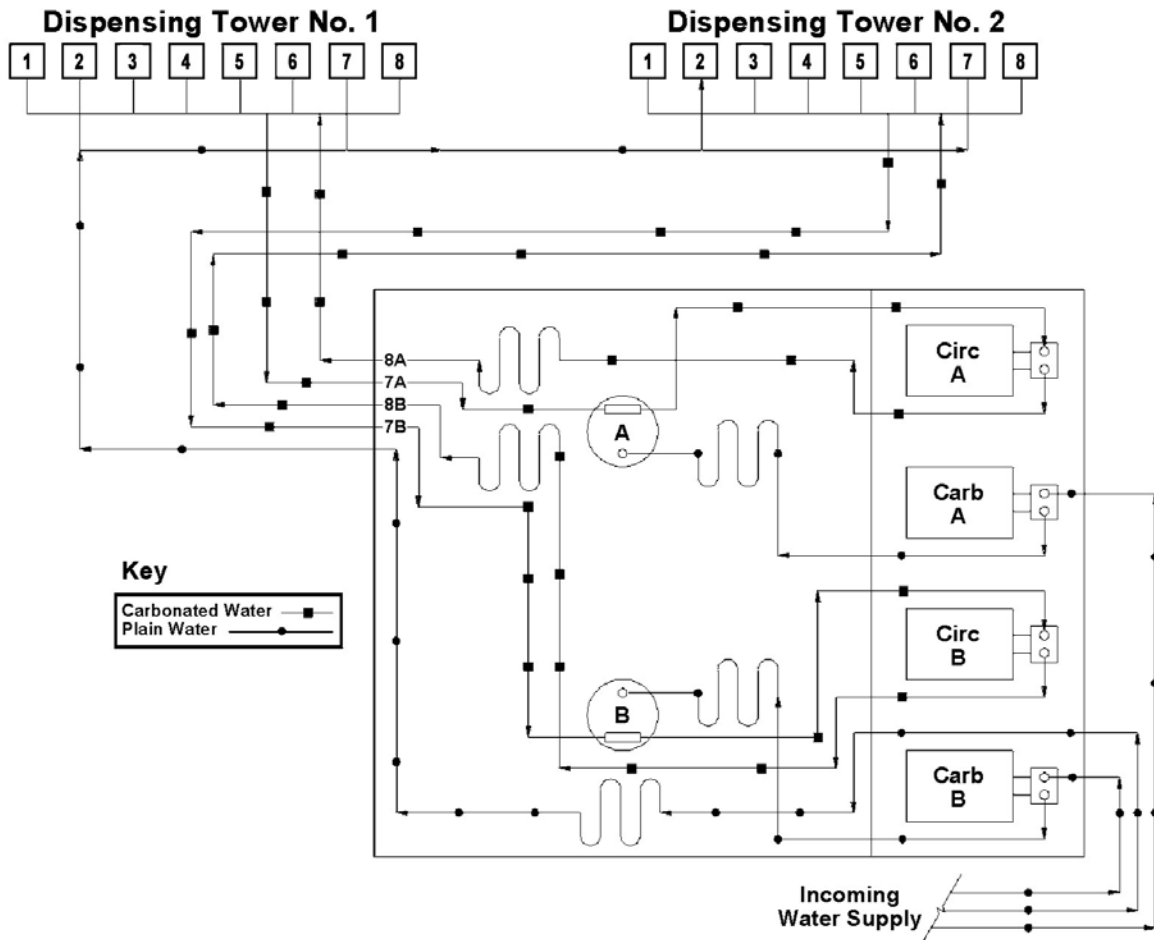 Dispensing Tower No. 1
Dispensing Tower No. 2
1 2 3 4 5 6 7 8
1 2 3 4 5 6 7 8
8A
7A
8B
7B
A
Circ
A
Carb
A
Key
Carbonated Water
Plain Water
Circ
B
B
Carb
B
Incoming
Water Supply